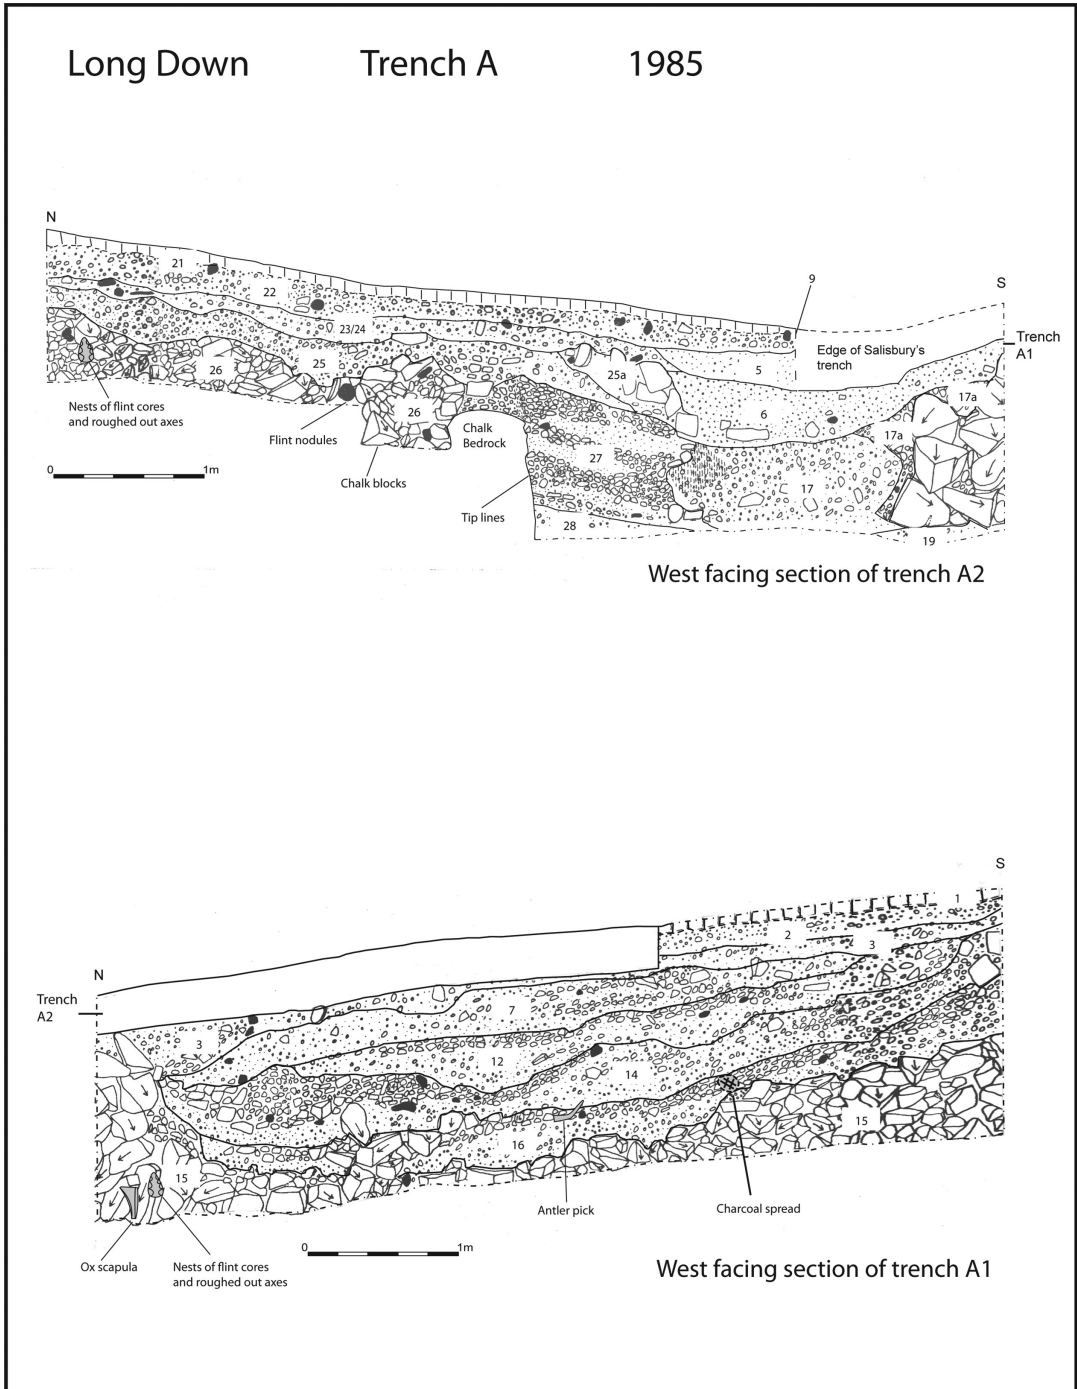 Long Down Trench A 1985
N
S
9
21
22
23/24
25
25a
26
26
5
6
Edge of Salisbury's
trench
Trench
A1
17a
17a
17
19
27
28
Nests of flint cores
and roughed out axes
Flint nodules
Chalk
Bedrock
Chalk blocks
Tip lines
0 1m
West facing section of trench A2
S
N
Trench
A2
1
2
3
3
7
12
14
15
15
16
Antler pick
Charcoal spread
Ox scapula
Nests of flint cores
and roughed out axes
0 1m
West facing section of trench A1